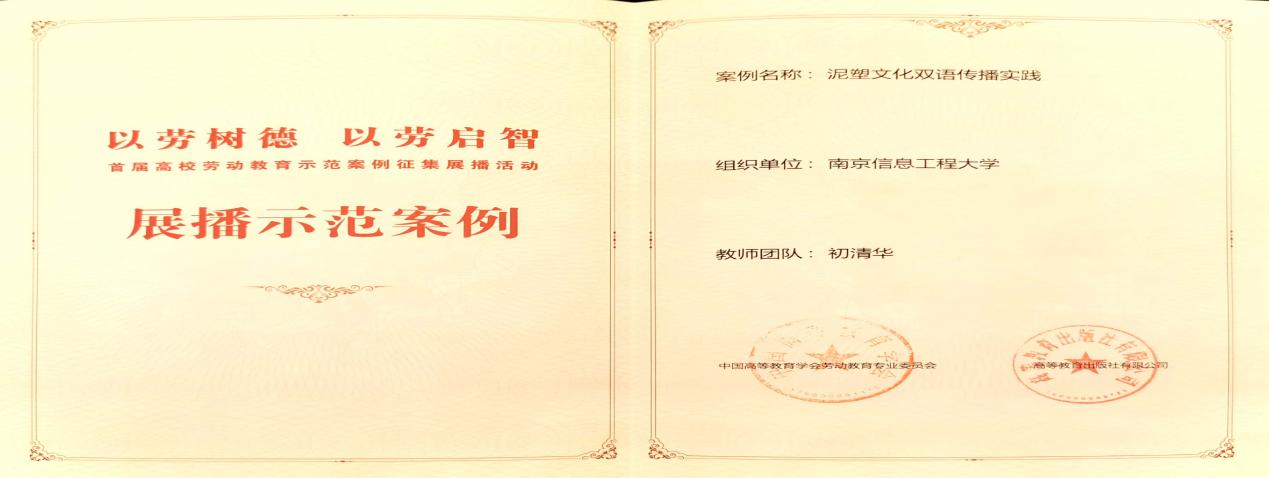 以劳树德 以劳启智
首届高校劳动教育示范案例征集展播活动
展播示范案例
案例名称：泥塑文化双语传播实践
组织单位：南京信息工程大学
教师团队：初清华
中国高等教育学会劳动教育专业委员会
高等教育出版社有限公司